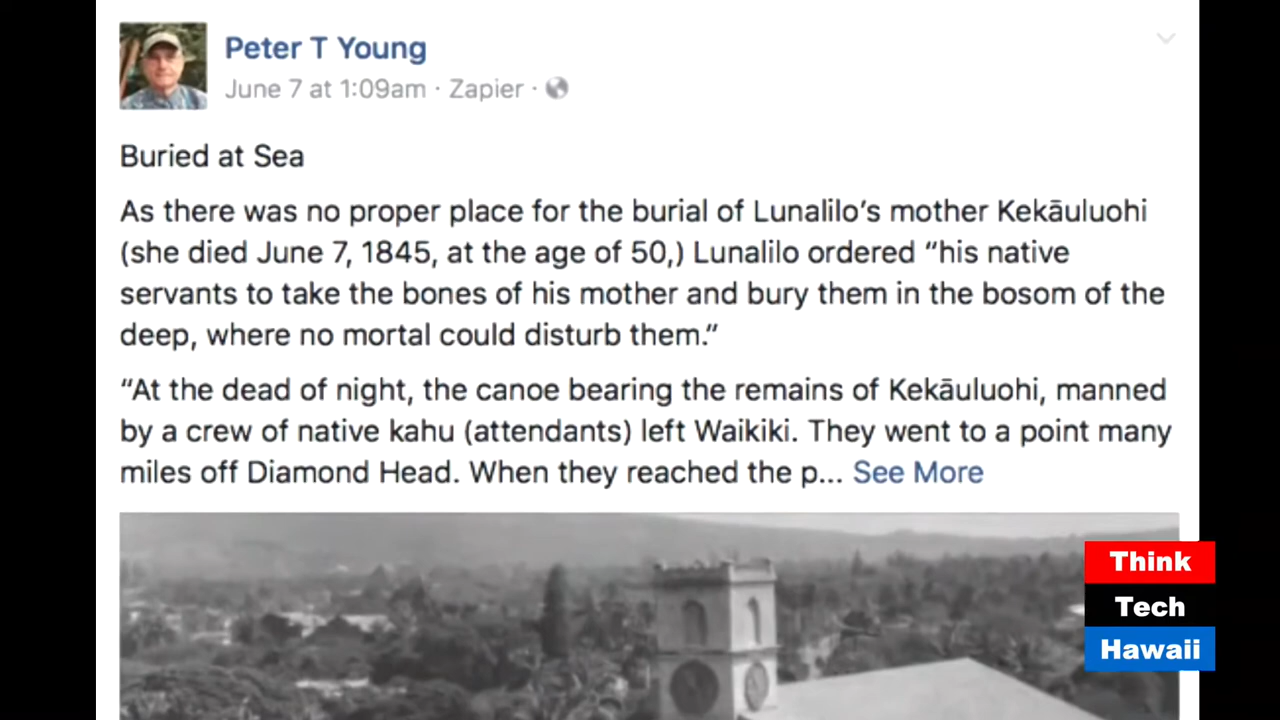 Peter T Young
June 7 at 1:09am · Zapier ·
Buried at Sea
As there was no proper place for the burial of Lunalilo’s mother Kekāuluohi
(she died June 7, 1845, at the age of 50,) Lunalilo ordered “his native
servants to take the bones of his mother and bury them in the bosom of the
deep, where no mortal could disturb them.”
“At the dead of night, the canoe bearing the remains of Kekāuluohi, manned
by a crew of native kahu (attendants) left Waikiki. They went to a point many
miles off Diamond Head. When they reached the p... See More
Think
Tech
Hawaii